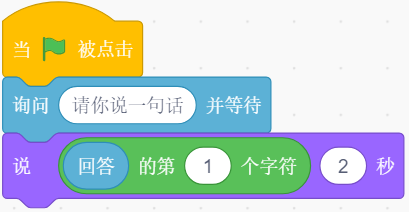 当 被点击
询问 请你说一句话 并等待
说 回答 的第 1 个字符 2 秒